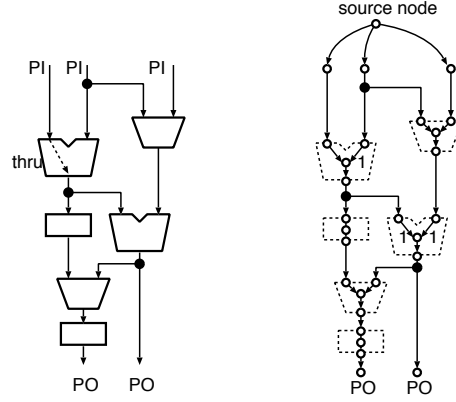 source node
PI PI PI
thru
1
1 1
PO PO
PO PO